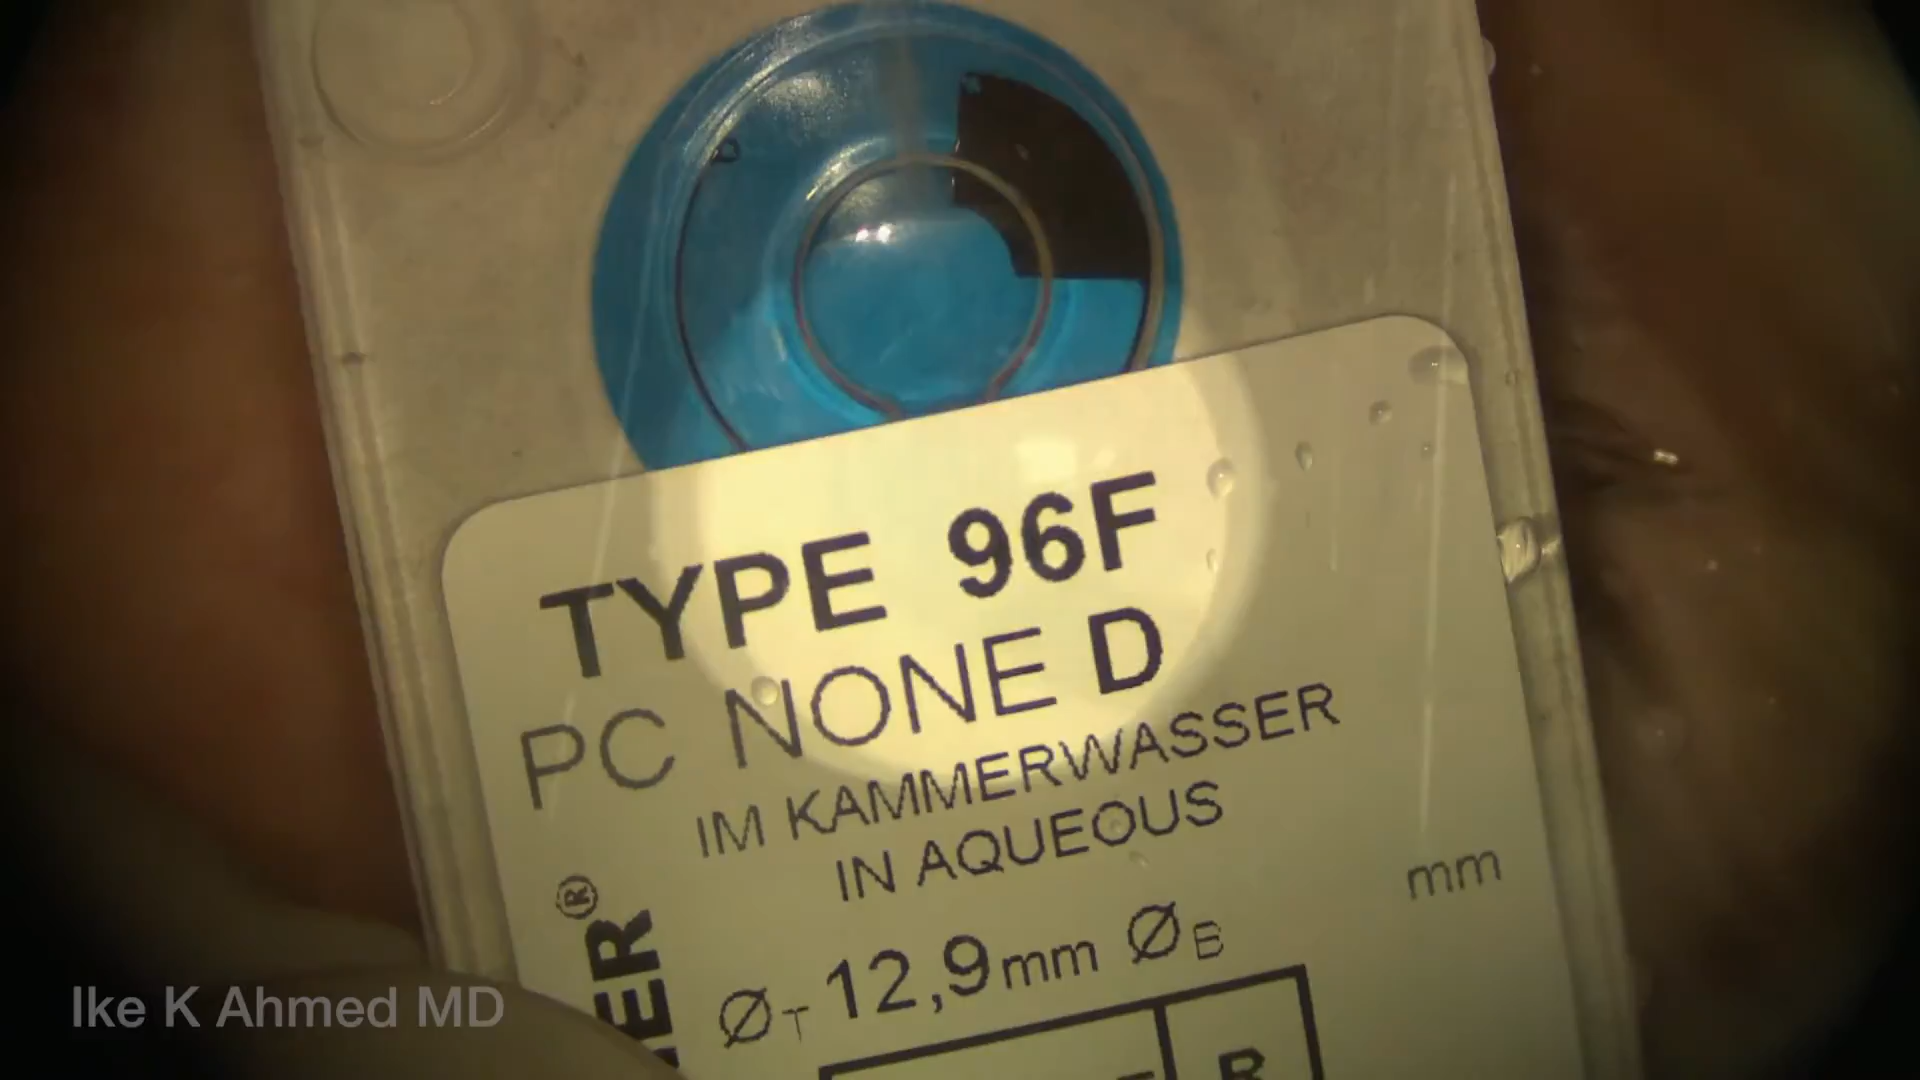 TYPE 96F
PC NONE D
IM KAMMERWASSER
IN AQUEOUS
mm
ØT 12,9mm ØB
®
Ike K Ahmed MD